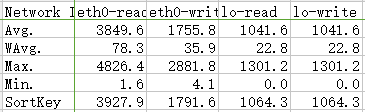 Network I eth0-read eth0-writ lo-read lo-write
Avg. 3849.6 1755.8 1041.6 1041.6
WAvg. 78.3 35.9 22.8 22.8
Max. 4826.4 2881.8 1301.2 1301.2
Min. 1.6 4.1 0.0 0.0
SortKey 3927.9 1791.6 1064.3 1064.3